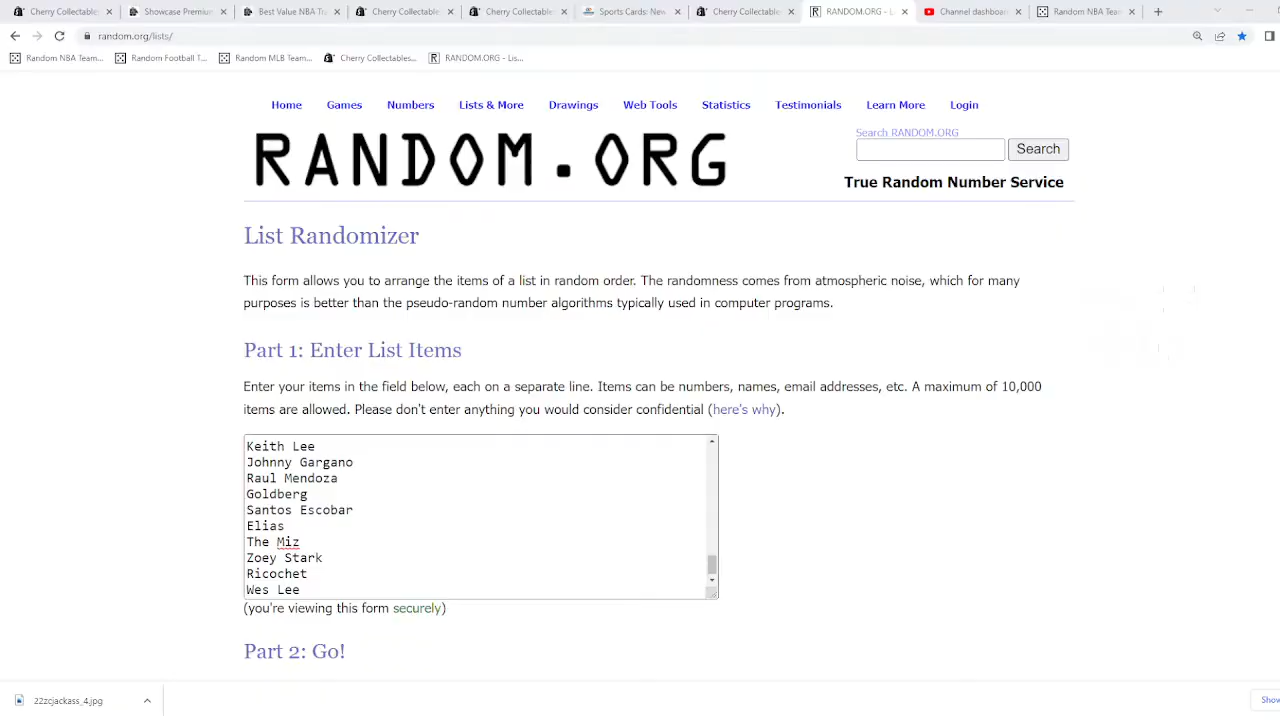 Cherry Collectables
Showcase Premium
Best Value NBA Tr
Cherry Collectable
Cherry Collectable
Sports Cards: New
Cherry Collectable
RANDOM.ORG - L
Channel dashboard
Random NBA Team
random.org/lists/
Random NBA Team...
Random Football T...
Random MLB Team...
Cherry Collectables...
RANDOM.ORG - Lis...
Home Games Numbers Lists & More Drawings Web Tools Statistics Testimonials Learn More Login
RANDOM.ORG
Search RANDOM.ORG
Search
True Random Number Service
List Randomizer
This form allows you to arrange the items of a list in random order. The randomness comes from atmospheric noise, which for many
purposes is better than the pseudo-random number algorithms typically used in computer programs.
Part 1: Enter List Items
Enter your items in the field below, each on a separate line. Items can be numbers, names, email addresses, etc. A maximum of 10,000
items are allowed. Please don't enter anything you would consider confidential (here's why).
Keith Lee
Johnny Gargano
Raul Mendoza
Goldberg
Santos Escobar
Elias
The Miz
Zoey Stark
Ricochet
Wes Lee
(you're viewing this form securely)
Part 2: Go!
22zcjackass_4.jpg
Show